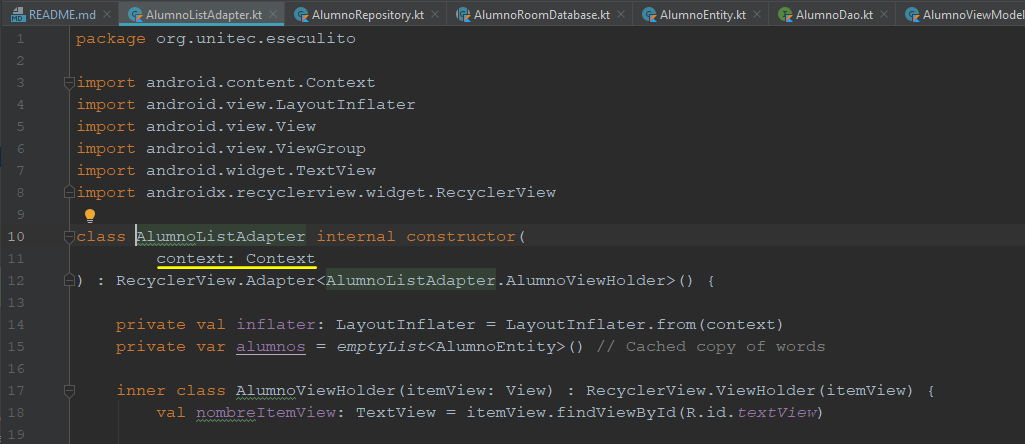 README.md AlumnoListAdapter.kt AlumnoRepository.kt AlumnoRoomDatabase.kt AlumnoEntity.kt AlumnoDao.kt AlumnoViewModel
1 package org.unitec.eseculito
2
3 import android.content.Context
4 import android.view.LayoutInflater
5 import android.view.View
6 import android.view.ViewGroup
7 import android.widget.TextView
8 import androidx.recyclerview.widget.RecyclerView
9
10 class AlumnoListAdapter internal constructor(
11 context: Context
12 ) : RecyclerView.Adapter<AlumnoListAdapter.AlumnoViewHolder>() {
13
14 private val inflater: LayoutInflater = LayoutInflater.from(context)
15 private var alumnos = emptyList<AlumnoEntity>() // Cached copy of words
16
17 inner class AlumnoViewHolder(itemView: View) : RecyclerView.ViewHolder(itemView) {
18 val nombreItemView: TextView = itemView.findViewById(R.id.textView)
19